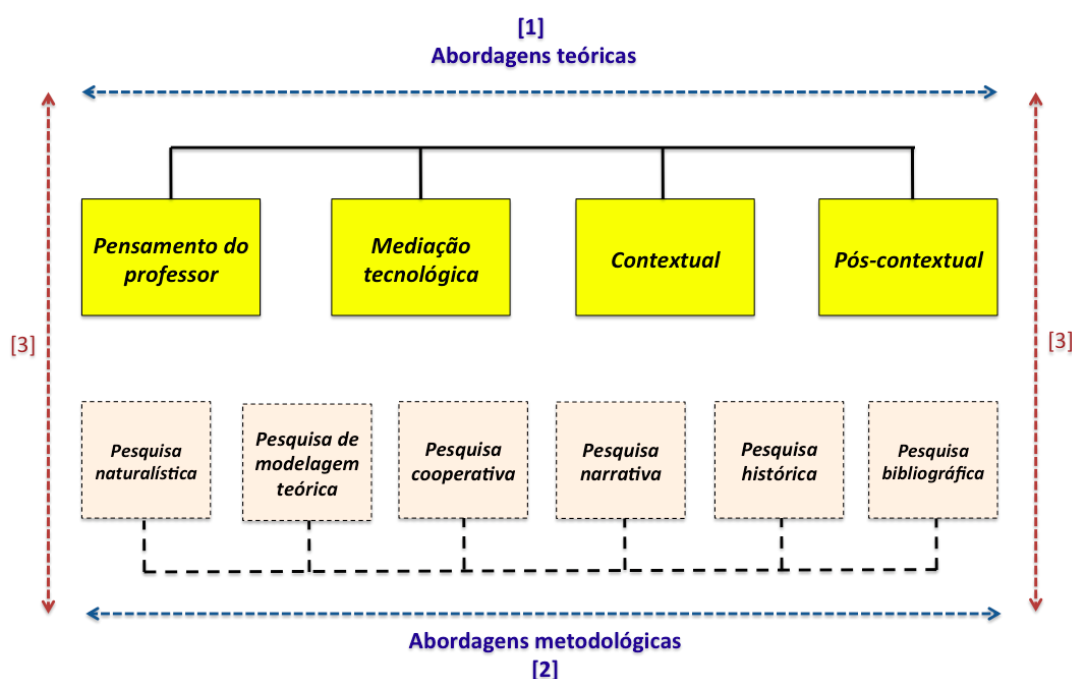 [1]
Abordagens teóricas
Pensamento do
professor
Mediação
tecnológica
Contextual
Pós-contextual
[3]
[3]
Pesquisa
naturalística
Pesquisa de
modelagem
teórica
Pesquisa
cooperativa
Pesquisa
narrativa
Pesquisa
histórica
Pesquisa
bibliográfica
Abordagens metodológicas
[2]